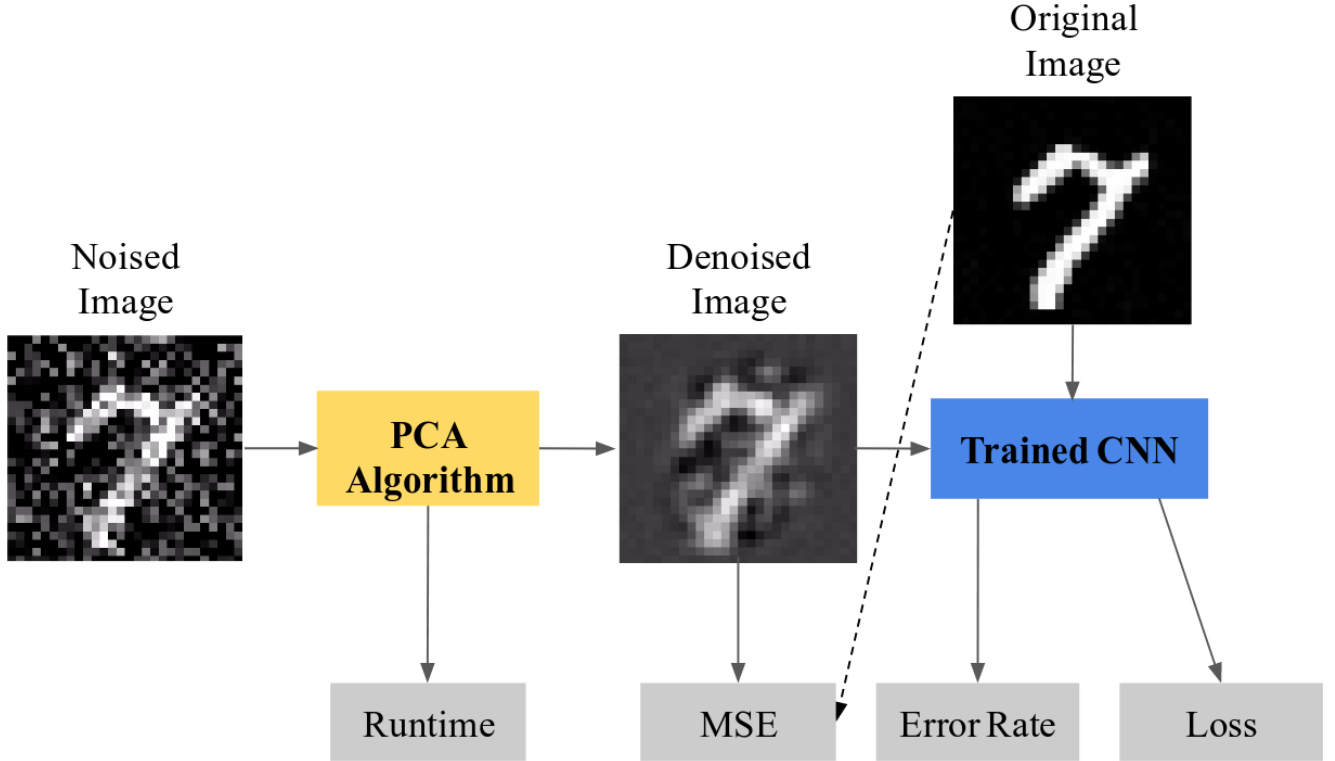 Original
Image
Noised
Image
Denoised
Image
PCA
Algorithm
Trained CNN
Runtime
MSE
Error Rate
Loss